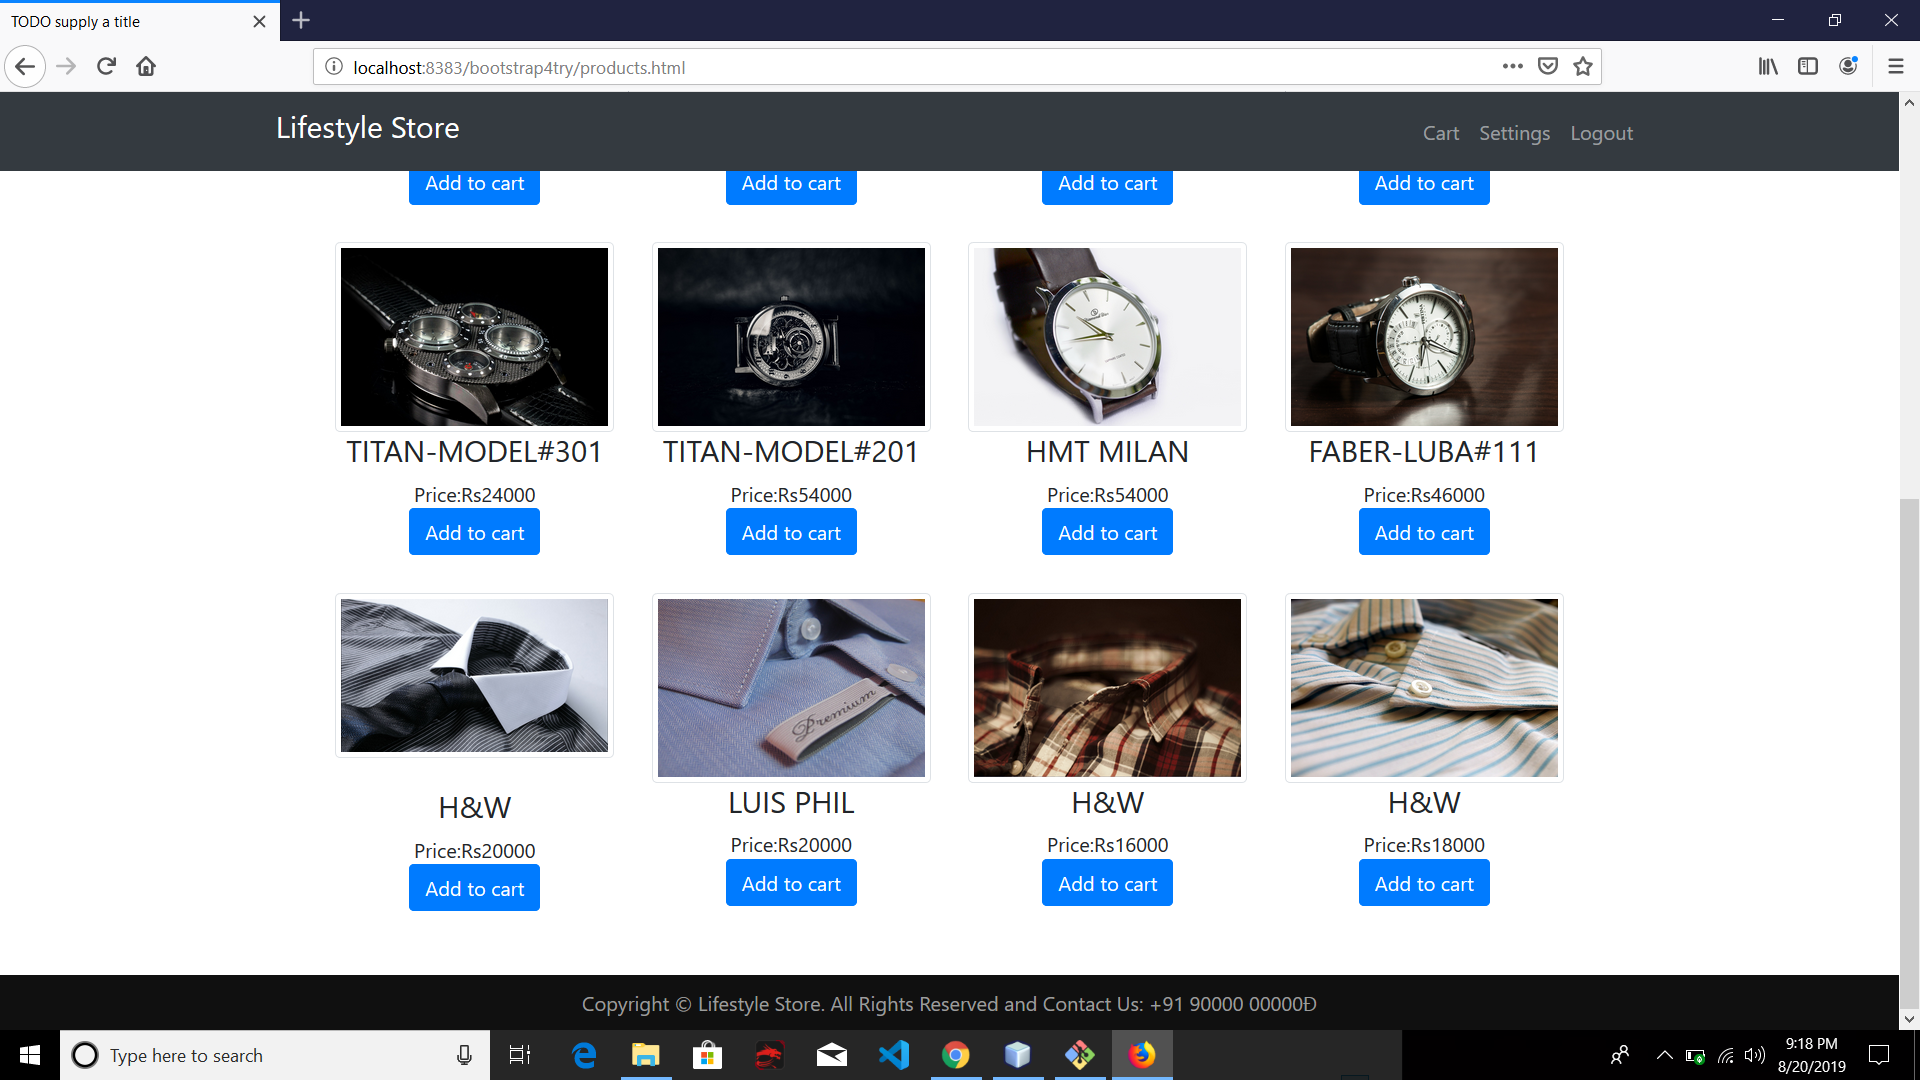 TODO supply a title
localhost:8383/bootstrap4try/products.html
Lifestyle Store
Cart Settings Logout
Add to cart Add to cart Add to cart Add to cart
TITAN-MODEL#301 TITAN-MODEL#201 HMT MILAN FABER-LUBA#111
Price:Rs24000 Price:Rs54000 Price:Rs54000 Price:Rs46000
Add to cart Add to cart Add to cart Add to cart
Premium
H&W LUIS PHIL H&W H&W
Price:Rs20000 Price:Rs20000 Price:Rs16000 Price:Rs18000
Add to cart Add to cart Add to cart Add to cart
Copyright © Lifestyle Store. All Rights Reserved and Contact Us: +91 90000 00000Đ
Type here to search
9:18 PM
8/20/2019